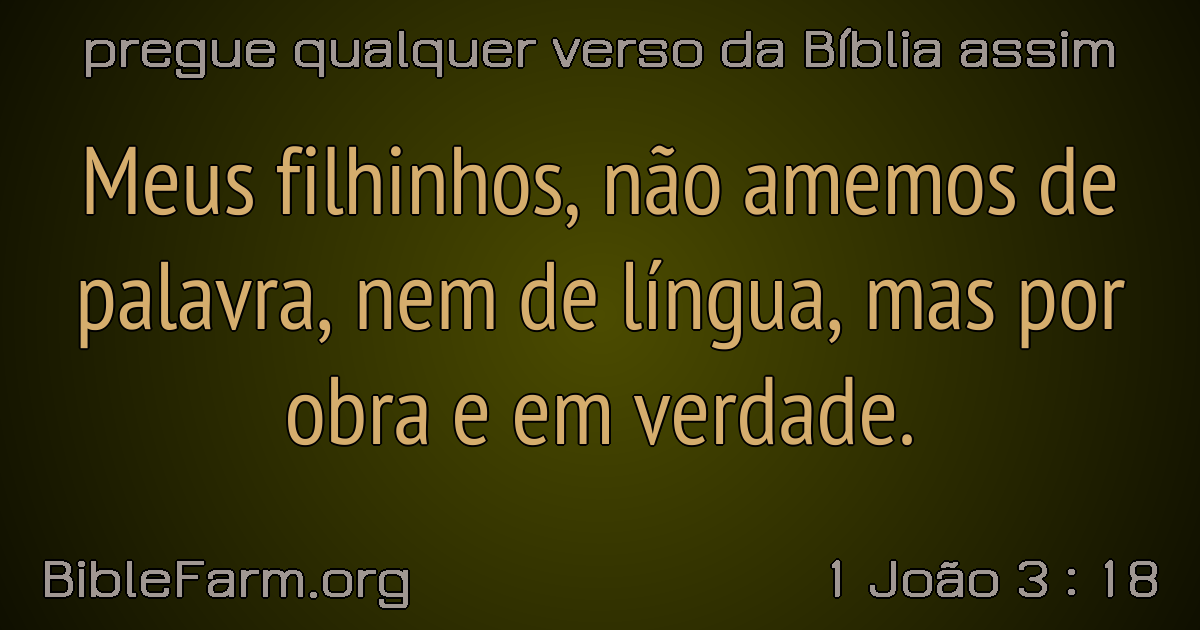 pregue qualquer verso da Bíblia assim
Meus filhinhos, não amemos de
palavra, nem de língua, mas por
obra e em verdade.
BibleFarm.org
1 João 3 : 18